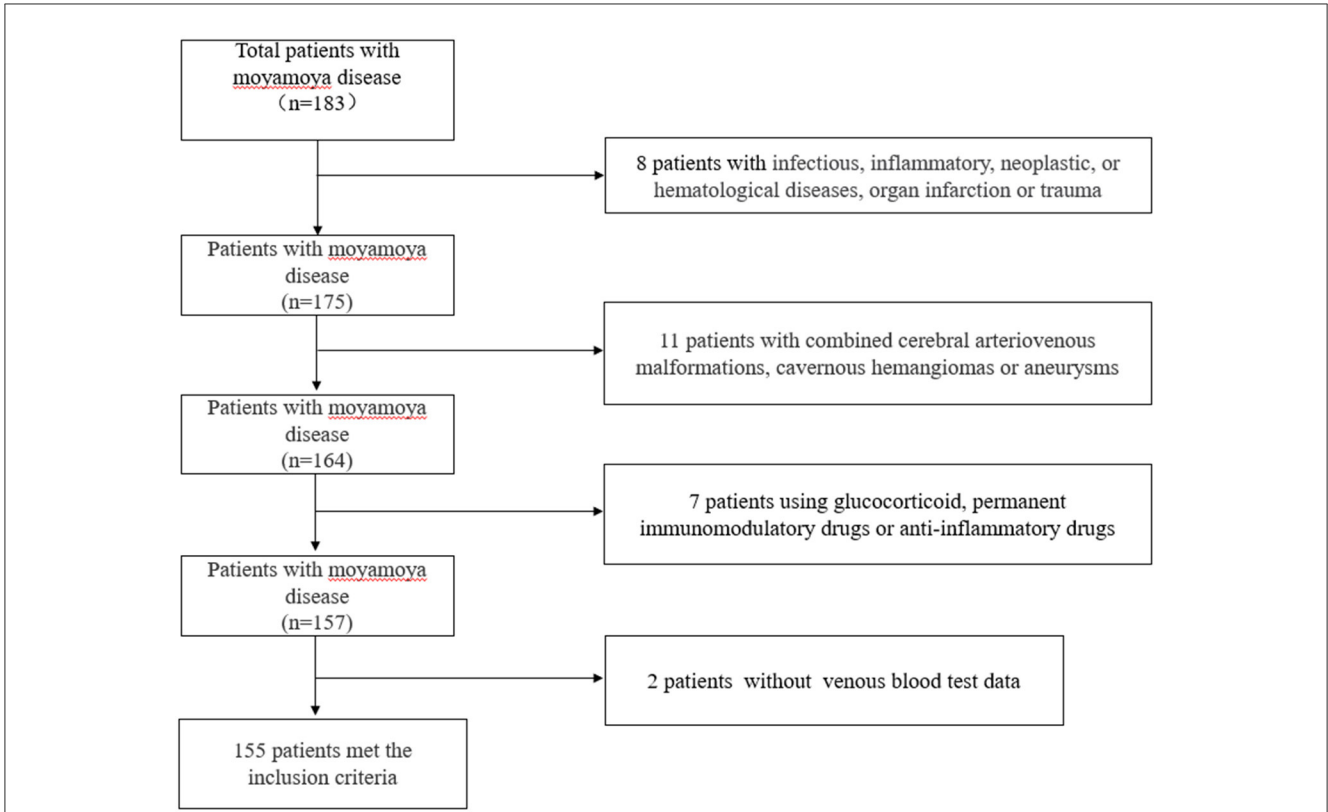 Total patients with
moyamoya disease
（n=183）
8 patients with infectious, inflammatory, neoplastic, or
hematological diseases, organ infarction or trauma
Patients with moyamoya
disease
(n=175)
11 patients with combined cerebral arteriovenous
malformations, cavernous hemangiomas or aneurysms
Patients with moyamoya
disease
(n=164)
7 patients using glucocorticoid, permanent
immunomodulatory drugs or anti-inflammatory drugs
Patients with moyamoya
disease
(n=157)
2 patients without venous blood test data
155 patients met the
inclusion criteria